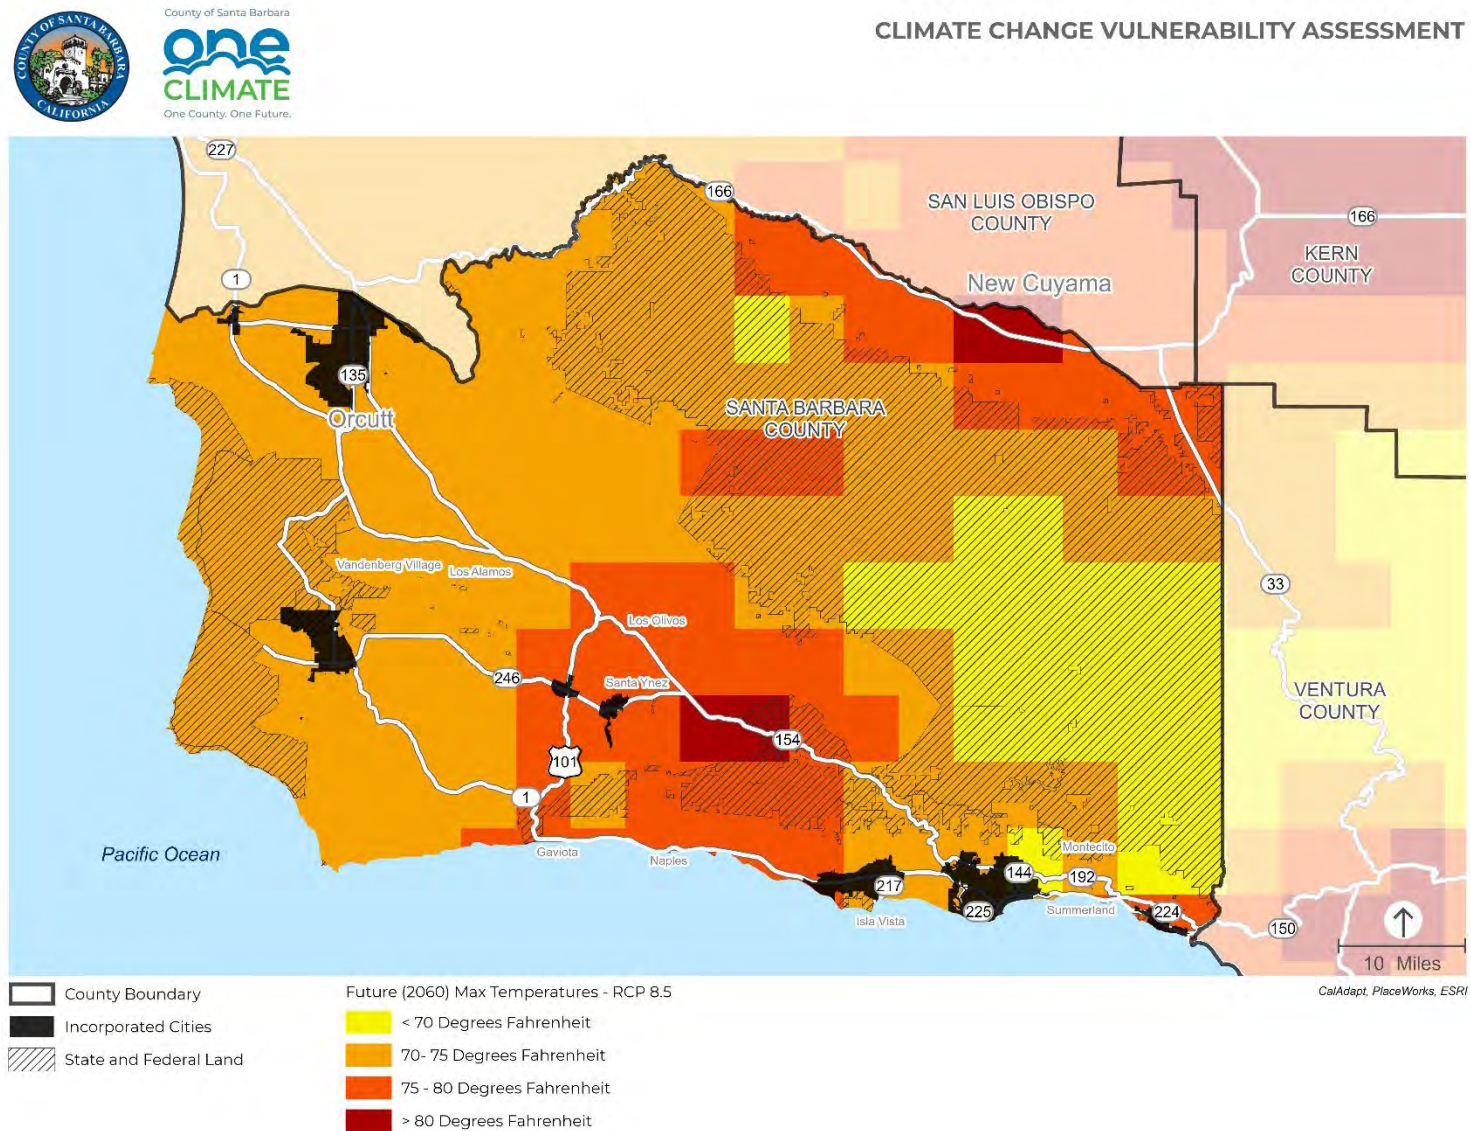 COUNTY OF SANTA BARBARA
CALIFORNIA
County of Santa Barbara
one
CLIMATE
One County. One Future.
CLIMATE CHANGE VULNERABILITY ASSESSMENT
227
166
SAN LUIS OBISPO
COUNTY
166
KERN
COUNTY
1
New Cuyama
135
Orcutt
SANTA BARBARA
COUNTY
Vandenberg Village
Los Alamos
33
Los Olivos
246
Santa Ynez
VENTURA
COUNTY
154
101
1
Pacific Ocean
Gaviota
Naples
Montecito
144
192
217
225
Isla Vista
Summerland
224
150
10 Miles
CalAdapt, PlaceWorks, ESRI
County Boundary
Incorporated Cities
State and Federal Land
Future (2060) Max Temperatures - RCP 8.5
< 70 Degrees Fahrenheit
70- 75 Degrees Fahrenheit
75 - 80 Degrees Fahrenheit
> 80 Degrees Fahrenheit